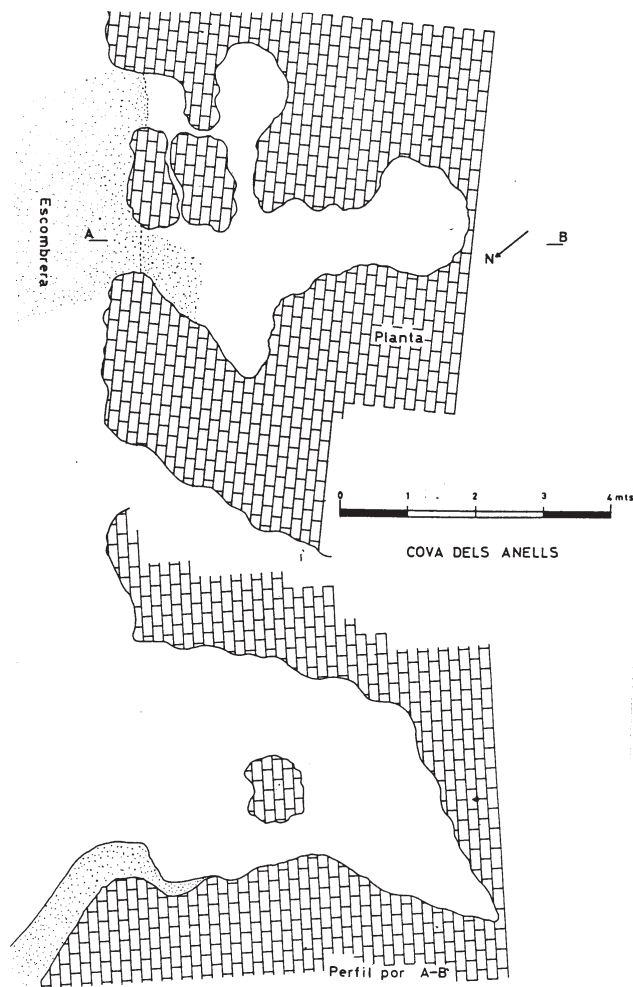 Escombrera
A
B
N
Planta
0 1 2 3 4 mts
COVA DELS ANELLS
Perfil por A-B